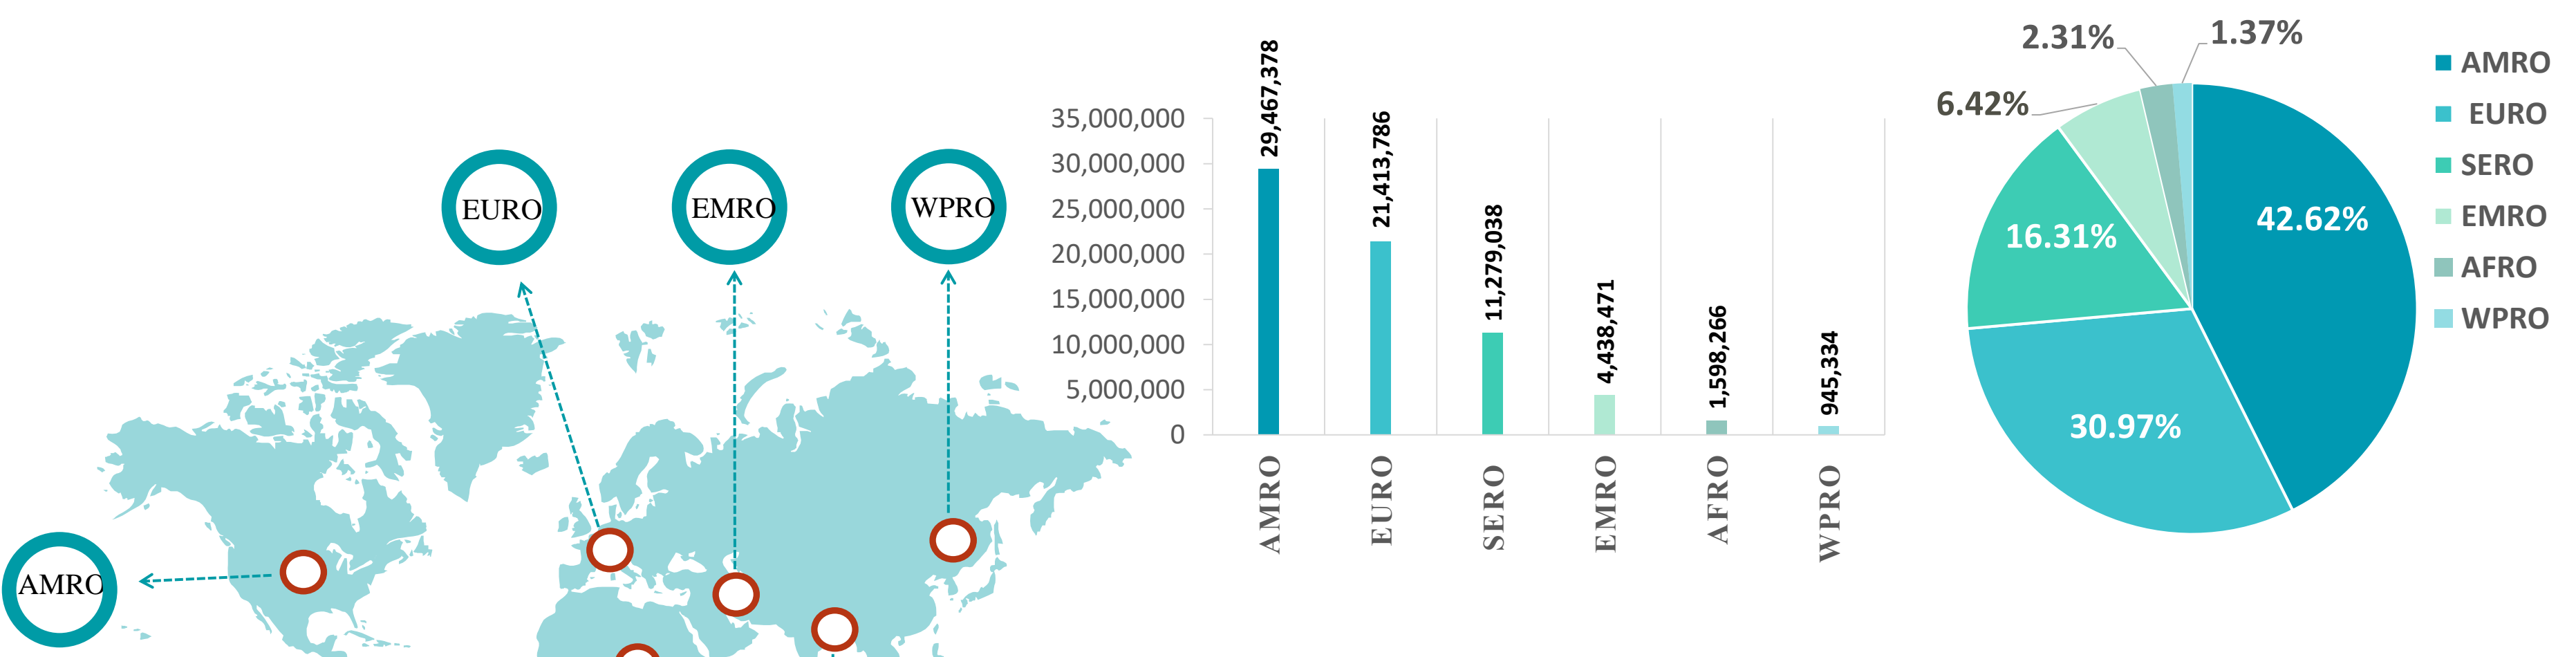 EURO
EMRO
WPRO
AMRO
35,000,000
30,000,000
25,000,000
20,000,000
15,000,000
10,000,000
5,000,000
0
29,467,378
21,413,786
11,279,038
4,438,471
1,598,266
945,334
AMRO
EURO
SERO
EMRO
AFRO
WPRO
2.31%
1.37%
6.42%
42.62%
16.31%
30.97%
AMRO
EURO
SERO
EMRO
AFRO
WPRO